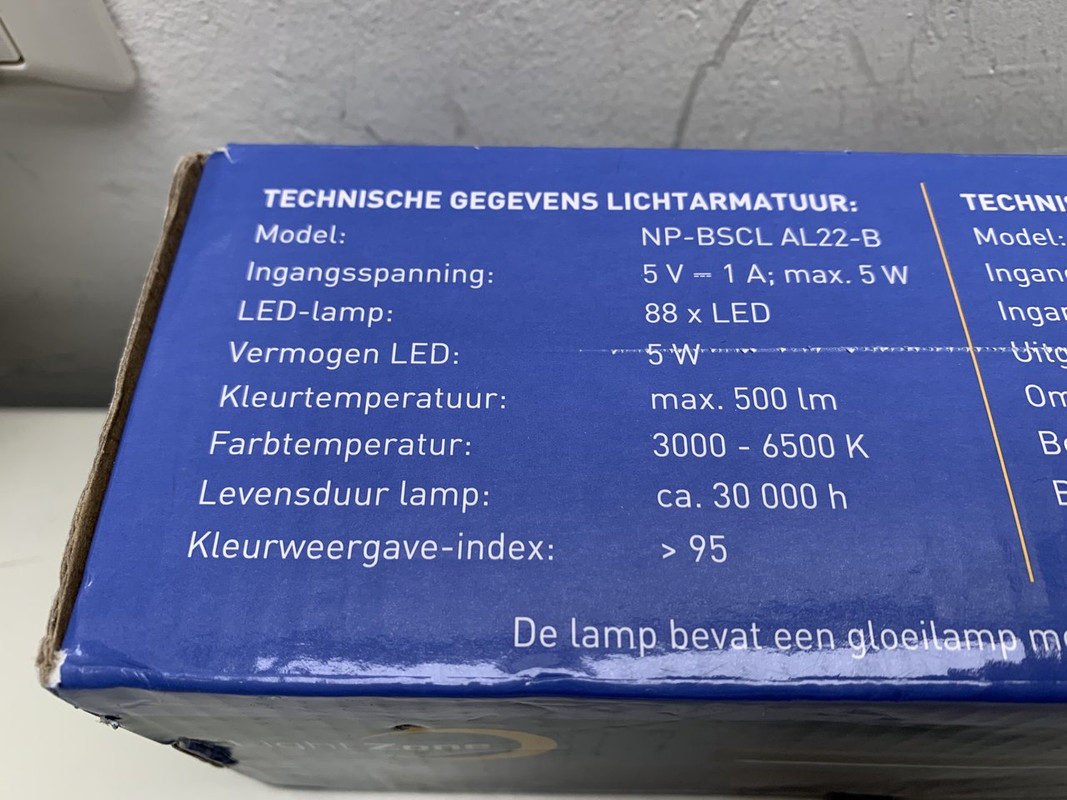 TECHNISCHE GEGEVENS LICHTARMATUUR:
Model: NP-BSCL AL22-B
Ingangsspanning: 5 V ⎓ 1 A; max. 5 W
LED-lamp: 88 x LED
Vermogen LED: 5 W
Kleurtemperatuur: max. 500 lm
Farbtemperatur: 3000 - 6500 K
Levensduur lamp: ca. 30 000 h
Kleurweergave-index: > 95
De lamp bevat een gloeilamp
Model:
Zone